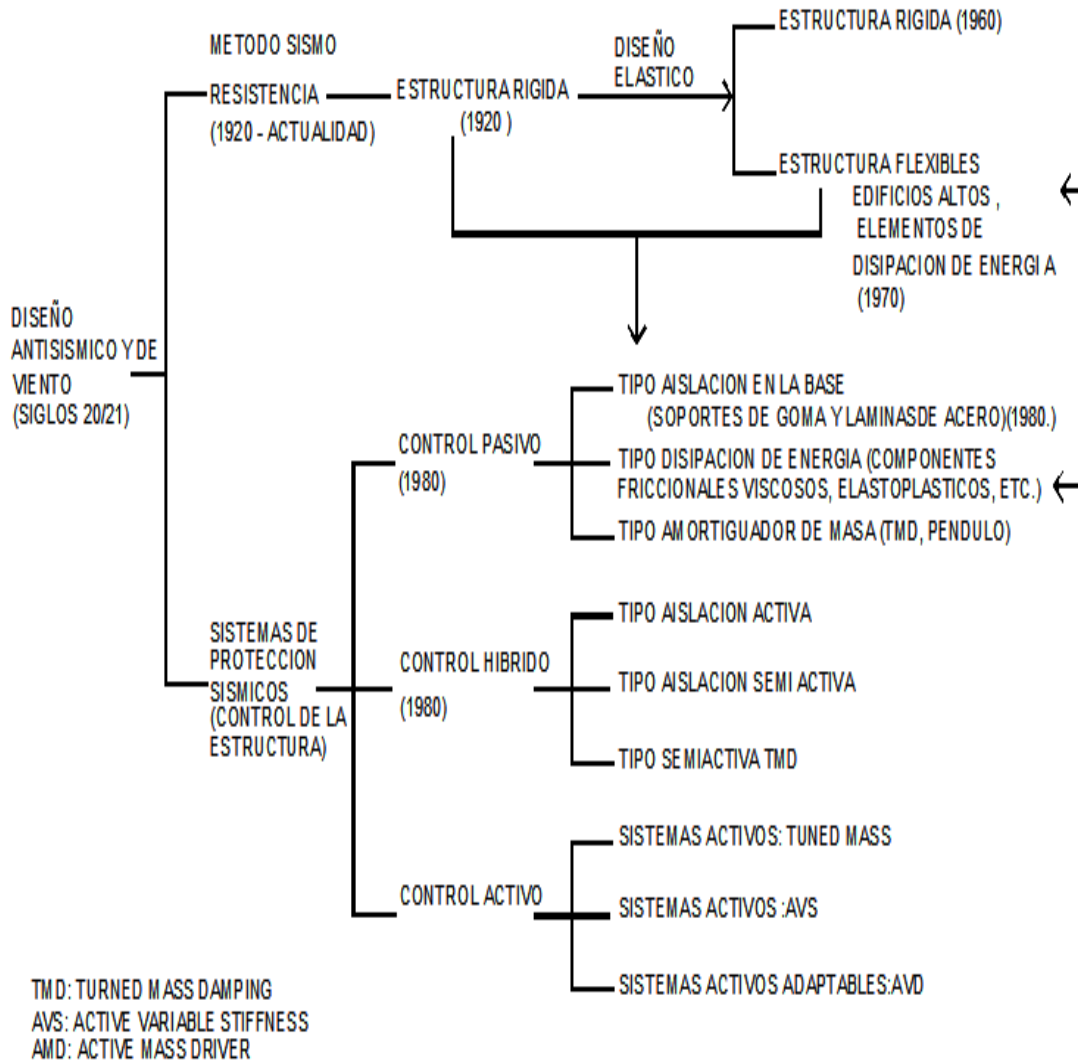 METODO SISMO
RESISTENCIA
(1920 - ACTUALIDAD)
ESTRUCTURA RIGIDA
(1920 )
DISEÑO
ELASTICO
ESTRUCTURA RIGIDA (1960)
ESTRUCTURA FLEXIBLES
EDIFICIOS ALTOS ,
ELEMENTOS DE
DISIPACION DE ENERGI A
(1970)
DISEÑO
ANTISISMICO Y DE
VIENTO
(SIGLOS 20/21)
TIPO AISLACION EN LA BASE
(SOPORTES DE GOMA Y LAMINASDE ACERO)(1980.)
CONTROL PASIVO
(1980)
TIPO DISIPACION DE ENERGIA (COMPONENTES
FRICCIONALES VISCOSOS, ELASTOPLASTICOS, ETC.)
TIPO AMORTIGUADOR DE MASA (TMD, PENDULO)
SISTEMAS DE
PROTECCION
SISMICOS
(CONTROL DE LA
ESTRUCTURA)
CONTROL HIBRIDO
(1980)
TIPO AISLACION ACTIVA
TIPO AISLACION SEMI ACTIVA
TIPO SEMIACTIVA TMD
CONTROL ACTIVO
SISTEMAS ACTIVOS: TUNED MASS
SISTEMAS ACTIVOS :AVS
SISTEMAS ACTIVOS ADAPTABLES:AVD
TMD: TURNED MASS DAMPING
AVS: ACTIVE VARIABLE STIFFNESS
AMD: ACTIVE MASS DRIVER